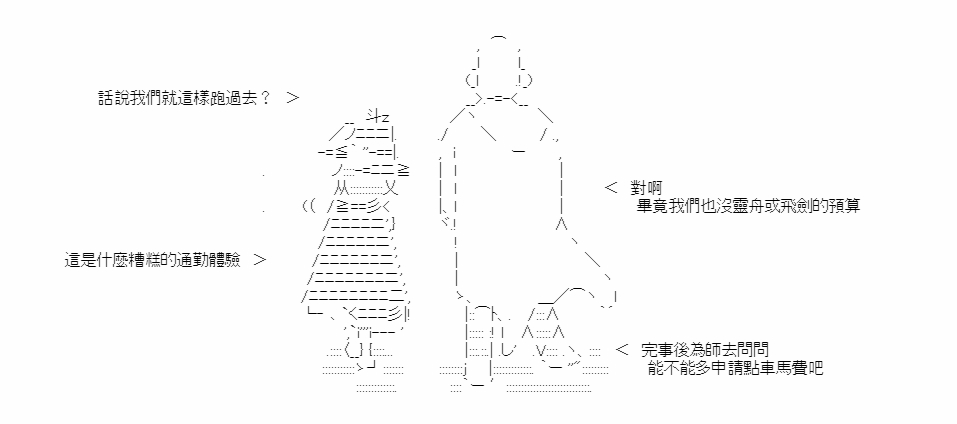 話說我們就這樣跑過去？
對啊
畢竟我們也沒靈舟或飛劍的預算
這是什麼糟糕的通勤體驗
完事後為師去問問
能不能多申請點車馬費吧